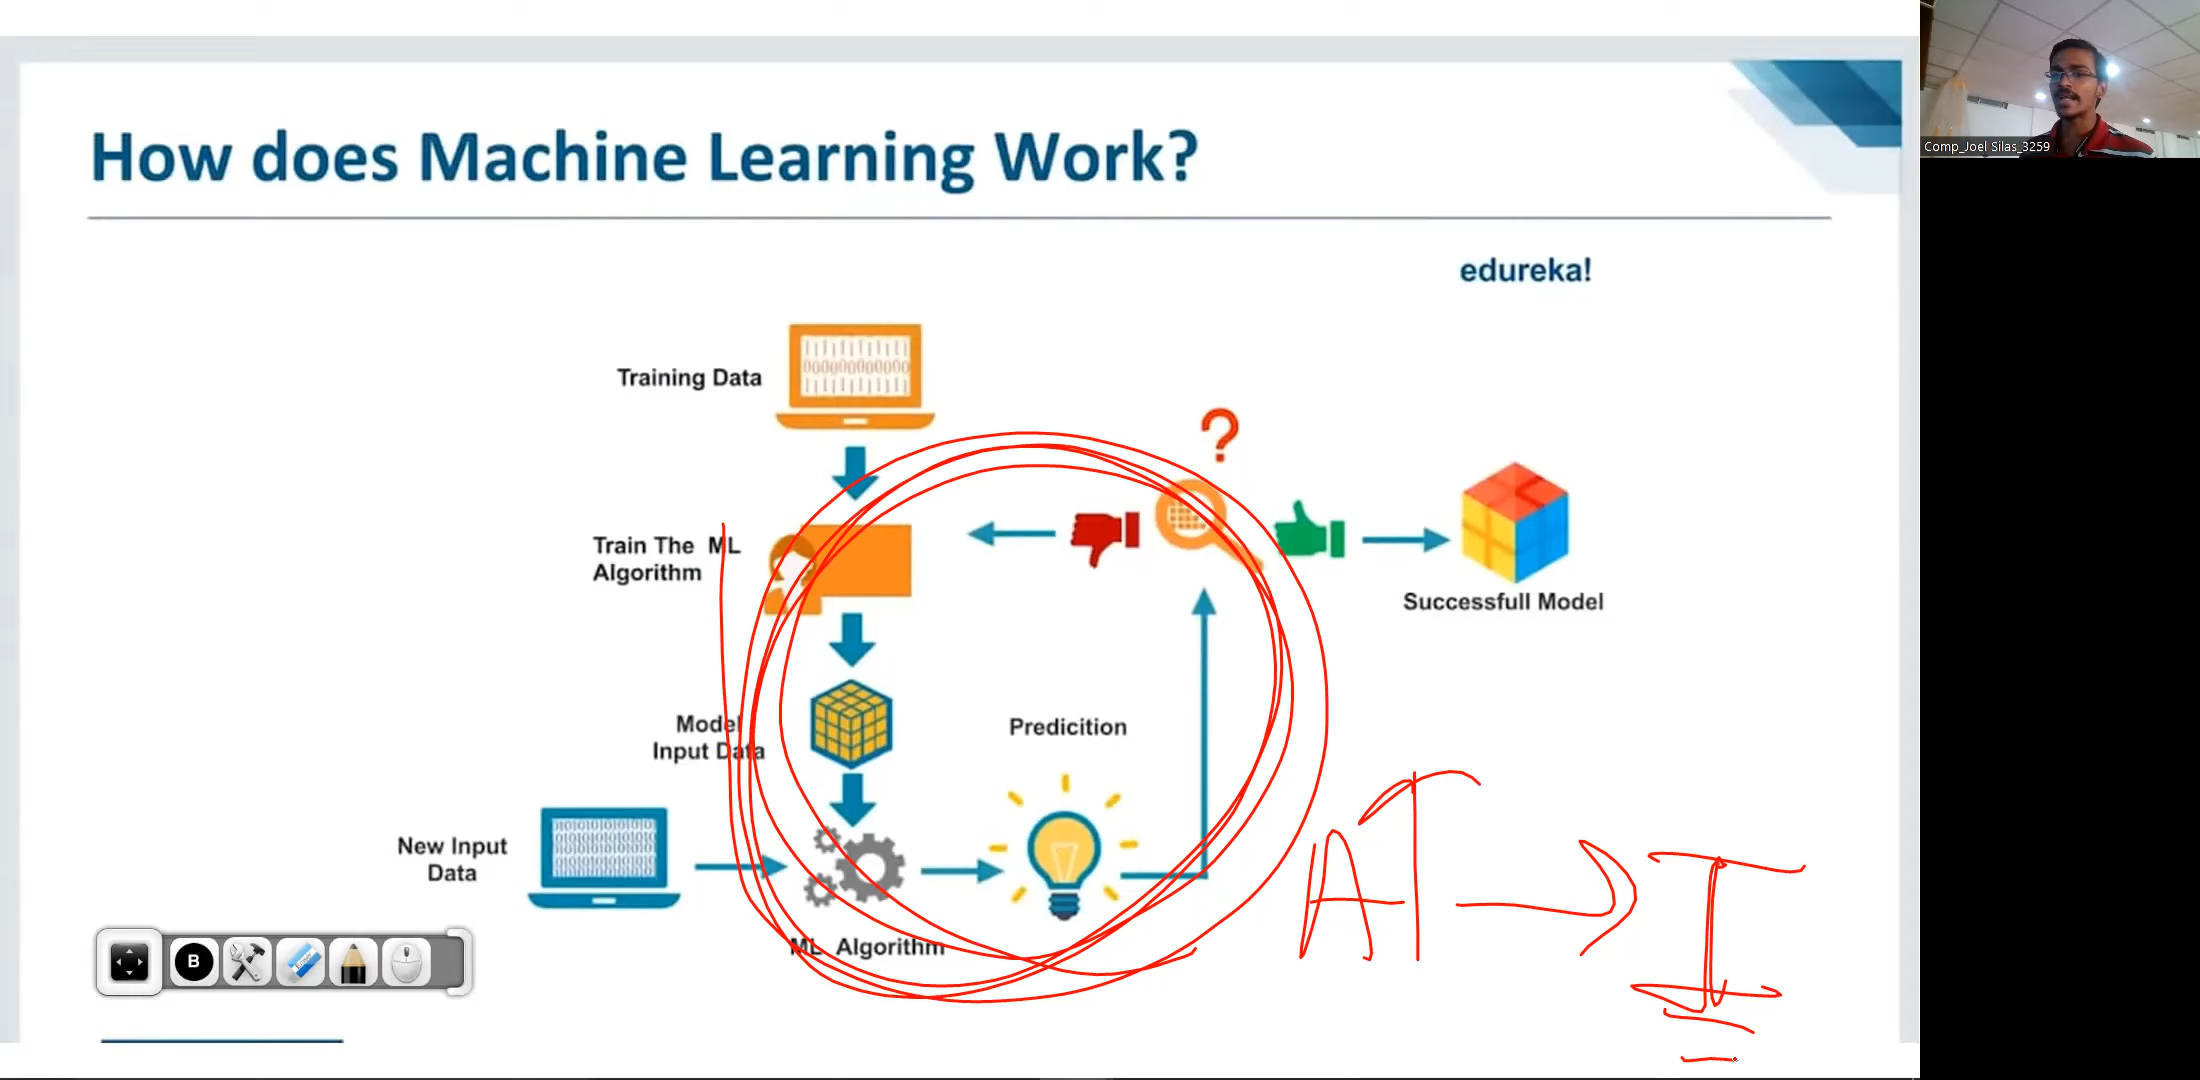 How does Machine Learning Work?
Comp_Joel Silas_3259
edureka!
Training Data
?
Train The ML
Algorithm
Successfull Model
Model
Input Data
Predicition
New Input
Data
ML Algorithm
B